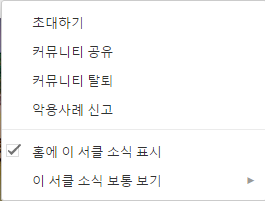 초대하기
커뮤니티 공유
커뮤니티 탈퇴
악용사례 신고
홈에 이 서클 소식 표시
이 서클 소식 보통 보기